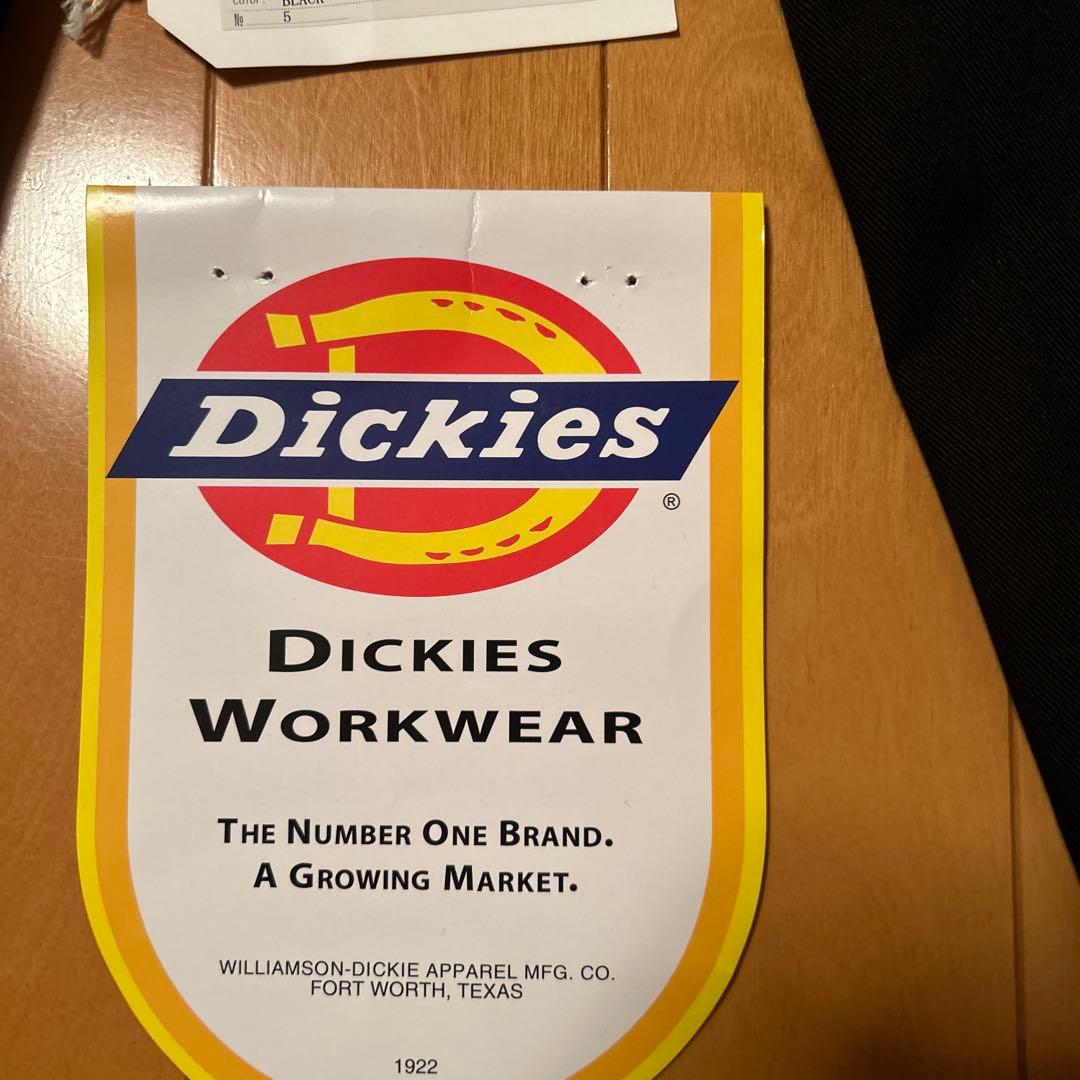 Color: BLACK
№ 5
Dickies
®
DICKIES
WORKWEAR
THE NUMBER ONE BRAND.
A GROWING MARKET.
WILLIAMSON-DICKIE APPAREL MFG. CO.
FORT WORTH, TEXAS
1922